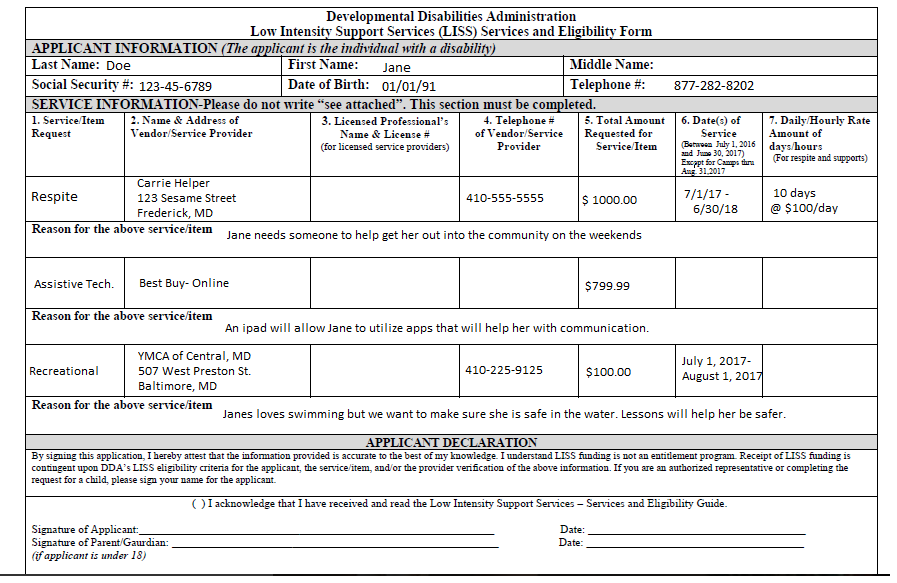 Developmental Disabilities Administration
Low Intensity Support Services (LISS) Services and Eligibility Form
APPLICANT INFORMATION (The applicant is the individual with a disability)
Last Name: Doe First Name: Jane Middle Name:
Social Security #: 123-45-6789 Date of Birth: 01/01/91 Telephone #: 877-282-8202
SERVICE INFORMATION-Please do not write “see attached”. This section must be completed.
1. Service/Item
Request
2. Name & Address of
Vendor/Service Provider
3. Licensed Professional’s
Name & License #
(for licensed service providers)
4. Telephone #
of Vendor/Service
Provider
5. Total Amount
Requested for
Service/Item
6. Date(s) of
Service
(Between July 1, 2016
and June 30, 2017)
Except for Camps thru
Aug. 31,2017
7. Daily/Hourly Rate
Amount of
days/hours
(For respite and supports)
Respite
Carrie Helper
123 Sesame Street
Frederick, MD
410-555-5555
$ 1000.00
7/1/17 -
6/30/18
10 days
@ $100/day
Reason for the above service/item Jane needs someone to help get her out into the community on the weekends
Assistive Tech.
Best Buy- Online
$799.99
Reason for the above service/item
An ipad will allow Jane to utilize apps that will help her with communication.
Recreational
YMCA of Central, MD
507 West Preston St.
Baltimore, MD
410-225-9125
$100.00
July 1, 2017-
August 1, 2017
Reason for the above service/item
Janes loves swimming but we want to make sure she is safe in the water. Lessons will help her be safer.
APPLICANT DECLARATION
By signing this application, I hereby attest that the information provided is accurate to the best of my knowledge. I understand LISS funding is not an entitlement program. Receipt of LISS funding is
contingent upon DDA’s LISS eligibility criteria for the applicant, the service/item, and/or the provider verification of the above information. If you are an authorized representative or completing the
request for a child, please sign your name for the applicant.
( ) I acknowledge that I have received and read the Low Intensity Support Services – Services and Eligibility Guide.
Signature of Applicant: Date:
Signature of Parent/Gaurdian: Date:
(if applicant is under 18)